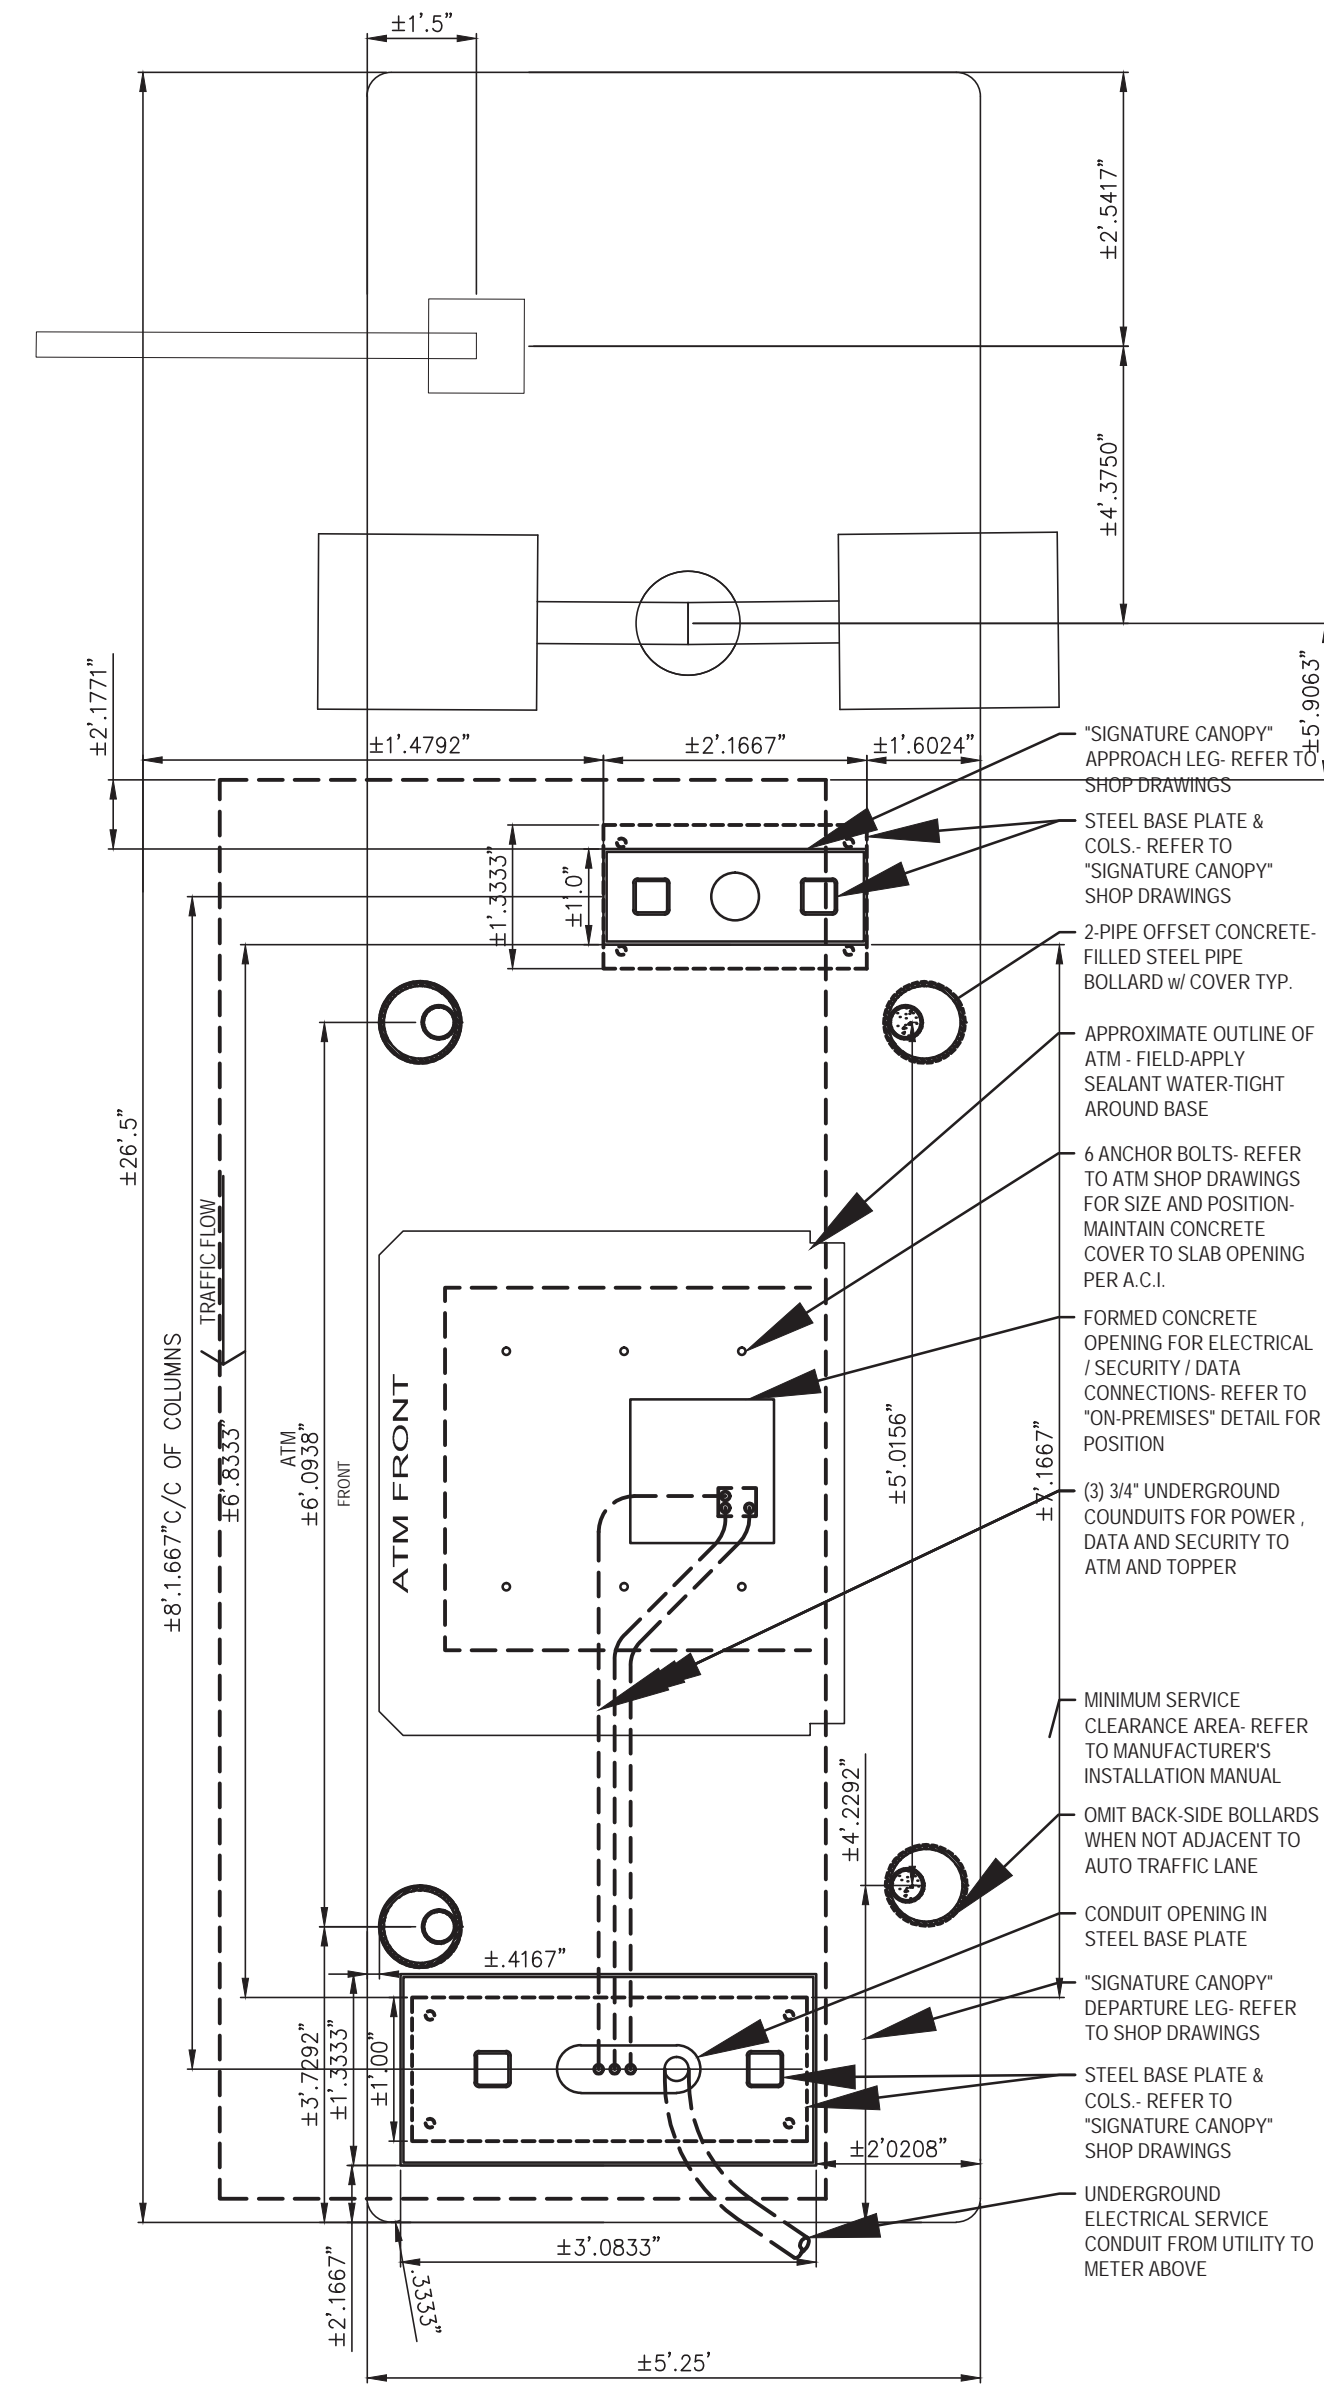 ±1'.5"
±2'.5417"
±4'.3750"
±5'.9063"
±2'.1771"
±1'.4792"
±2'.1667"
±1'.6024"
"SIGNATURE CANOPY"
APPROACH LEG- REFER TO
SHOP DRAWINGS
STEEL BASE PLATE &
COLS.- REFER TO
"SIGNATURE CANOPY"
SHOP DRAWINGS
±1'.3333"
±1'.0"
2-PIPE OFFSET CONCRETE-
FILLED STEEL PIPE
BOLLARD w/ COVER TYP.
APPROXIMATE OUTLINE OF
ATM - FIELD-APPLY
SEALANT WATER-TIGHT
AROUND BASE
±26'.5"
6 ANCHOR BOLTS- REFER
TO ATM SHOP DRAWINGS
FOR SIZE AND POSITION-
MAINTAIN CONCRETE
COVER TO SLAB OPENING
PER A.C.I.
TRAFFIC FLOW
FORMED CONCRETE
OPENING FOR ELECTRICAL
/ SECURITY / DATA
CONNECTIONS- REFER TO
"ON-PREMISES" DETAIL FOR
POSITION
±8'.1.667"C/C OF COLUMNS
±6'.8333"
ATM
±6'.0938"
FRONT
ATM FRONT
±5'.0156"
±7'.1667"
(3) 3/4" UNDERGROUND
COUNDUITS FOR POWER ,
DATA AND SECURITY TO
ATM AND TOPPER
MINIMUM SERVICE
CLEARANCE AREA- REFER
TO MANUFACTURER'S
INSTALLATION MANUAL
±4'.2292"
OMIT BACK-SIDE BOLLARDS
WHEN NOT ADJACENT TO
AUTO TRAFFIC LANE
CONDUIT OPENING IN
STEEL BASE PLATE
±.4167"
"SIGNATURE CANOPY"
DEPARTURE LEG- REFER
TO SHOP DRAWINGS
±3'.7292"
±1'.3333"
±1'.00"
STEEL BASE PLATE &
COLS.- REFER TO
"SIGNATURE CANOPY"
SHOP DRAWINGS
±2'0208"
UNDERGROUND
ELECTRICAL SERVICE
CONDUIT FROM UTILITY TO
METER ABOVE
±3'.0833"
±2'.1667"
.3333"
±5'.25'